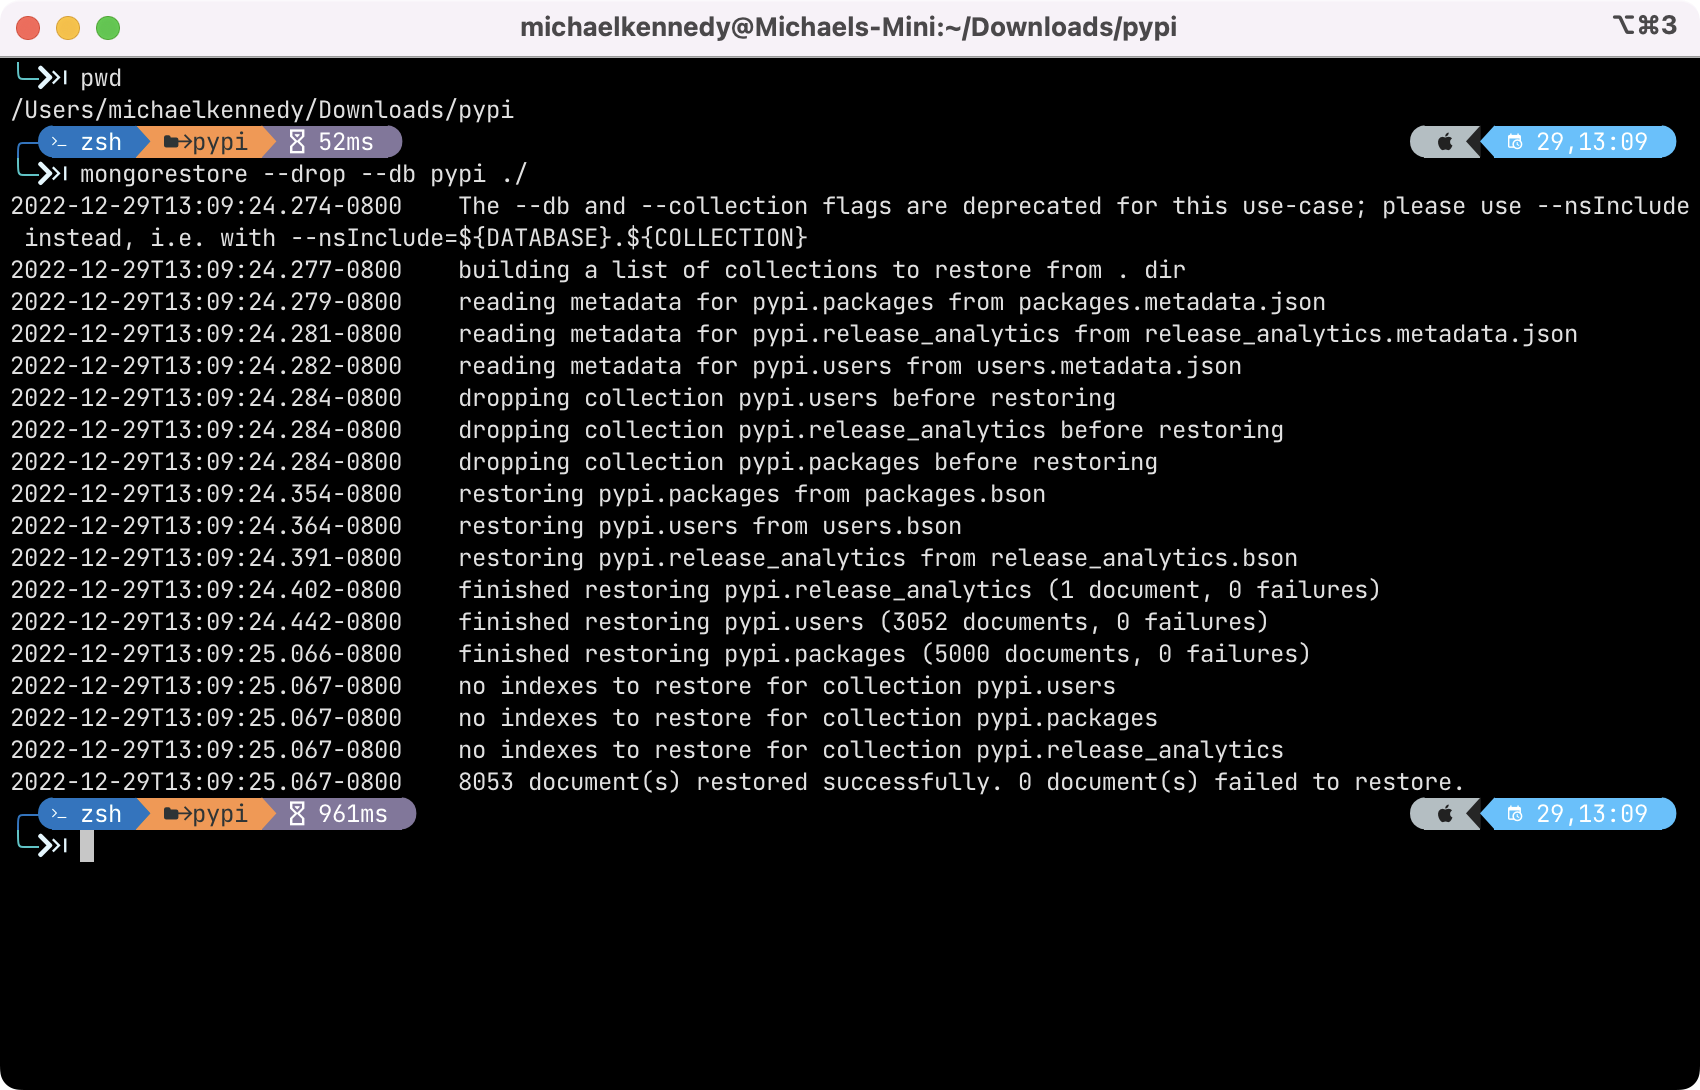 michaelkennedy@Michaels-Mini:~/Downloads/pypi ⌥⌘3
pwd
/Users/michaelkennedy/Downloads/pypi
>_ zsh pypi 52ms 29,13:09
mongorestore --drop --db pypi ./
2022-12-29T13:09:24.274-0800    The --db and --collection flags are deprecated for this use-case; please use --nsInclude
instead, i.e. with --nsInclude=${DATABASE}.${COLLECTION}
2022-12-29T13:09:24.277-0800    building a list of collections to restore from . dir
2022-12-29T13:09:24.279-0800    reading metadata for pypi.packages from packages.metadata.json
2022-12-29T13:09:24.281-0800    reading metadata for pypi.release_analytics from release_analytics.metadata.json
2022-12-29T13:09:24.282-0800    reading metadata for pypi.users from users.metadata.json
2022-12-29T13:09:24.284-0800    dropping collection pypi.users before restoring
2022-12-29T13:09:24.284-0800    dropping collection pypi.release_analytics before restoring
2022-12-29T13:09:24.284-0800    dropping collection pypi.packages before restoring
2022-12-29T13:09:24.354-0800    restoring pypi.packages from packages.bson
2022-12-29T13:09:24.364-0800    restoring pypi.users from users.bson
2022-12-29T13:09:24.391-0800    restoring pypi.release_analytics from release_analytics.bson
2022-12-29T13:09:24.402-0800    finished restoring pypi.release_analytics (1 document, 0 failures)
2022-12-29T13:09:24.442-0800    finished restoring pypi.users (3052 documents, 0 failures)
2022-12-29T13:09:25.066-0800    finished restoring pypi.packages (5000 documents, 0 failures)
2022-12-29T13:09:25.067-0800    no indexes to restore for collection pypi.users
2022-12-29T13:09:25.067-0800    no indexes to restore for collection pypi.packages
2022-12-29T13:09:25.067-0800    no indexes to restore for collection pypi.release_analytics
2022-12-29T13:09:25.067-0800    8053 document(s) restored successfully. 0 document(s) failed to restore.
>_ zsh pypi 961ms 29,13:09